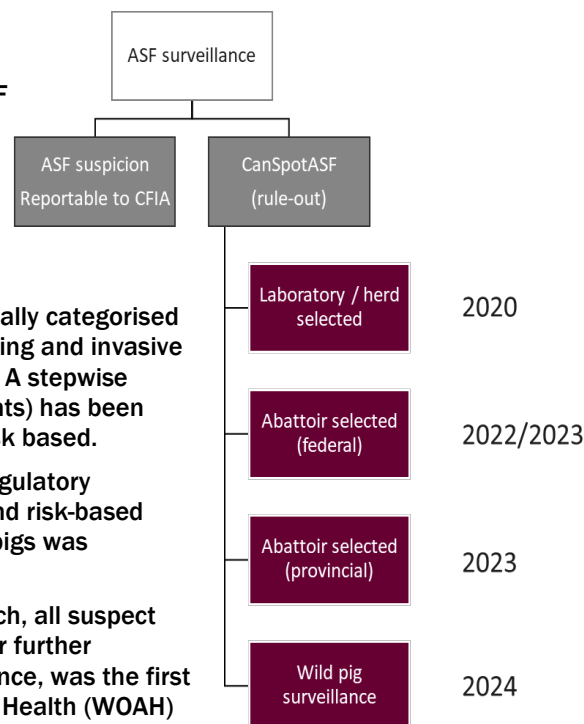 ASF surveillance
F
ASF suspicion
Reportable to CFIA
CanSpotASF
(rule-out)
Laboratory / herd
selected
2020
ally categorised
ing and invasive
A stepwise
nts) has been
sk based.
Abattoir selected
(federal)
2022/2023
gulatory
nd risk-based
pigs was
Abattoir selected
(provincial)
2023
ch, all suspect
r further
nce, was the first
Health (WOAH)
Wild pig
surveillance
2024